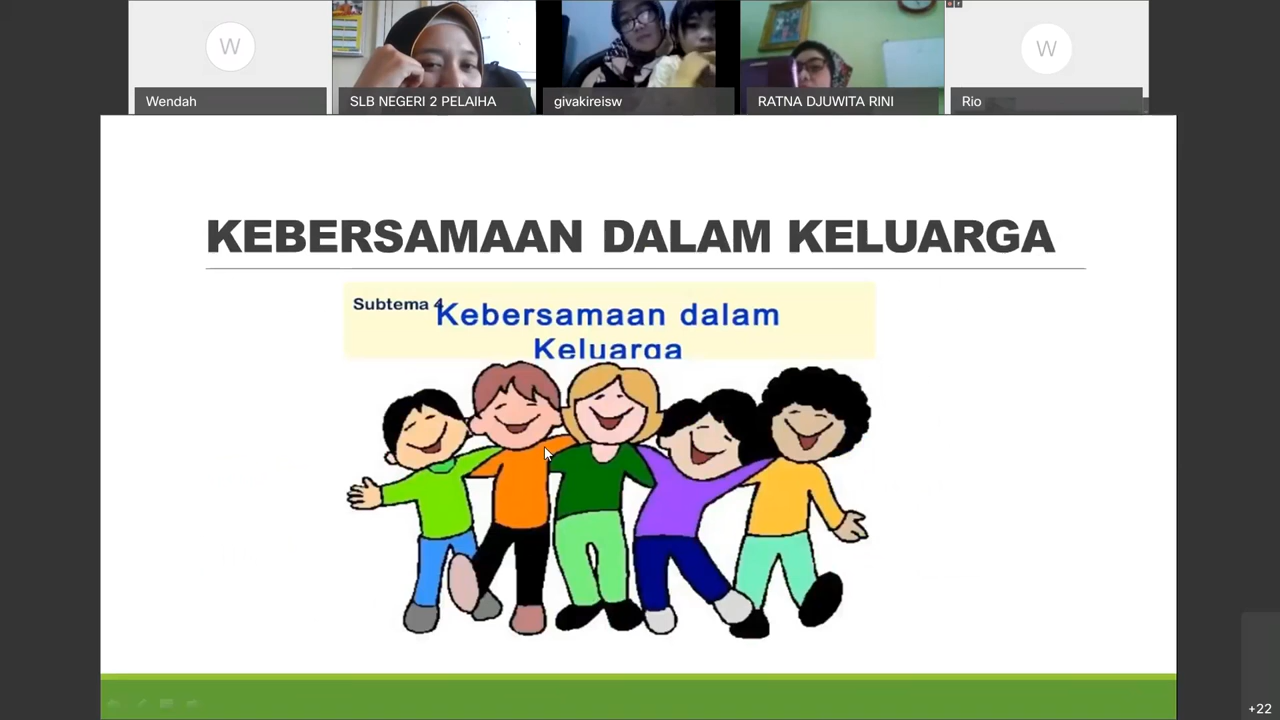 W
W
Wendah
SLB NEGERI 2 PELAIHA
givakireisw
RATNA DJUWITA RINI
Rio
KEBERSAMAAN DALAM KELUARGA
Subtema 4
Kebersamaan dalam
Keluarga
+22